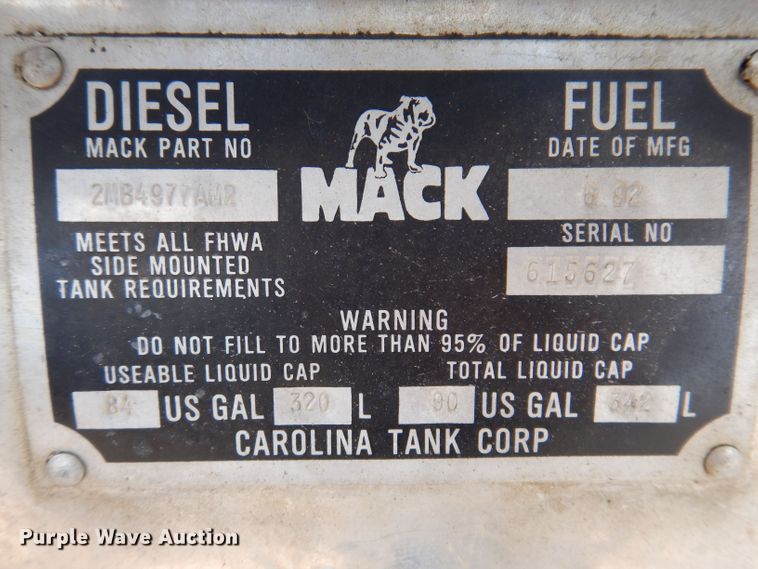 DIESEL
MACK PART NO
2MB4977AM2
MACK
FUEL
DATE OF MFG
6 92
SERIAL NO
615627
MEETS ALL FHWA
SIDE MOUNTED
TANK REQUIREMENTS
WARNING
DO NOT FILL TO MORE THAN 95% OF LIQUID CAP
USEABLE LIQUID CAP TOTAL LIQUID CAP
84 US GAL 320 L 90 US GAL 342 L
CAROLINA TANK CORP
Purple Wave Auction